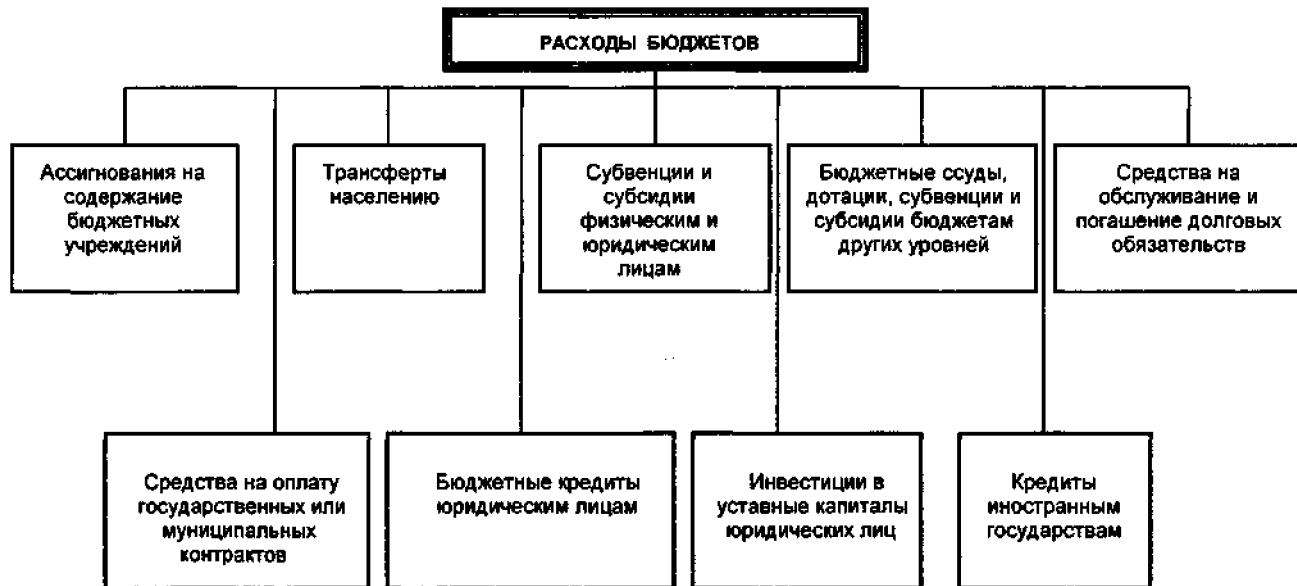 РАСХОДЫ БЮДЖЕТОВ
Ассигнования на
содержание
бюджетных
учреждений
Трансферты
населению
Субвенции и
субсидии
физическим и
юридическим
лицам
Бюджетные ссуды,
дотации, субвенции и
субсидии бюджетам
других уровней
Средства на
обслуживание и
погашение долговых
обязательств
Средства на оплату
государственных или
муниципальных
контрактов
Бюджетные кредиты
юридическим лицам
Инвестиции в
уставные капиталы
юридических лиц
Кредиты
иностранным
государствам